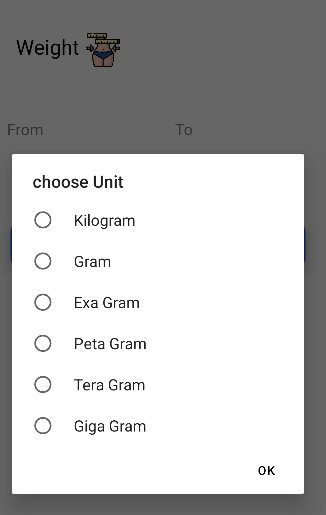 Weight
From To
choose Unit
Kilogram
Gram
Exa Gram
Peta Gram
Tera Gram
Giga Gram
OK